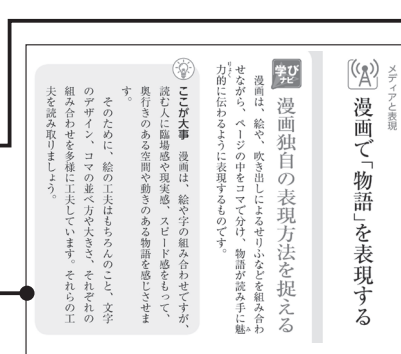 メディアと表現
漫画で「物語」を表現する
学びナビ
漫画独自の表現方法を捉える
漫画は、絵や、吹き出しによるせりふなどを組み合わ
せながら、ページの中をコマで分け、物語が読み手に魅
力的に伝わるように表現するものです。
ここが大事 漫画は、絵や字の組み合わせですが、
読む人に臨場感や現実感、スピード感をもって、
奥行きのある空間や動きのある物語を感じさせま
す。
そのために、絵の工夫はもちろんのこと、文字
のデザイン、コマの並べ方や大きさ、それぞれの
組み合わせを多様に工夫しています。それらの工
夫を読み取りましょう。